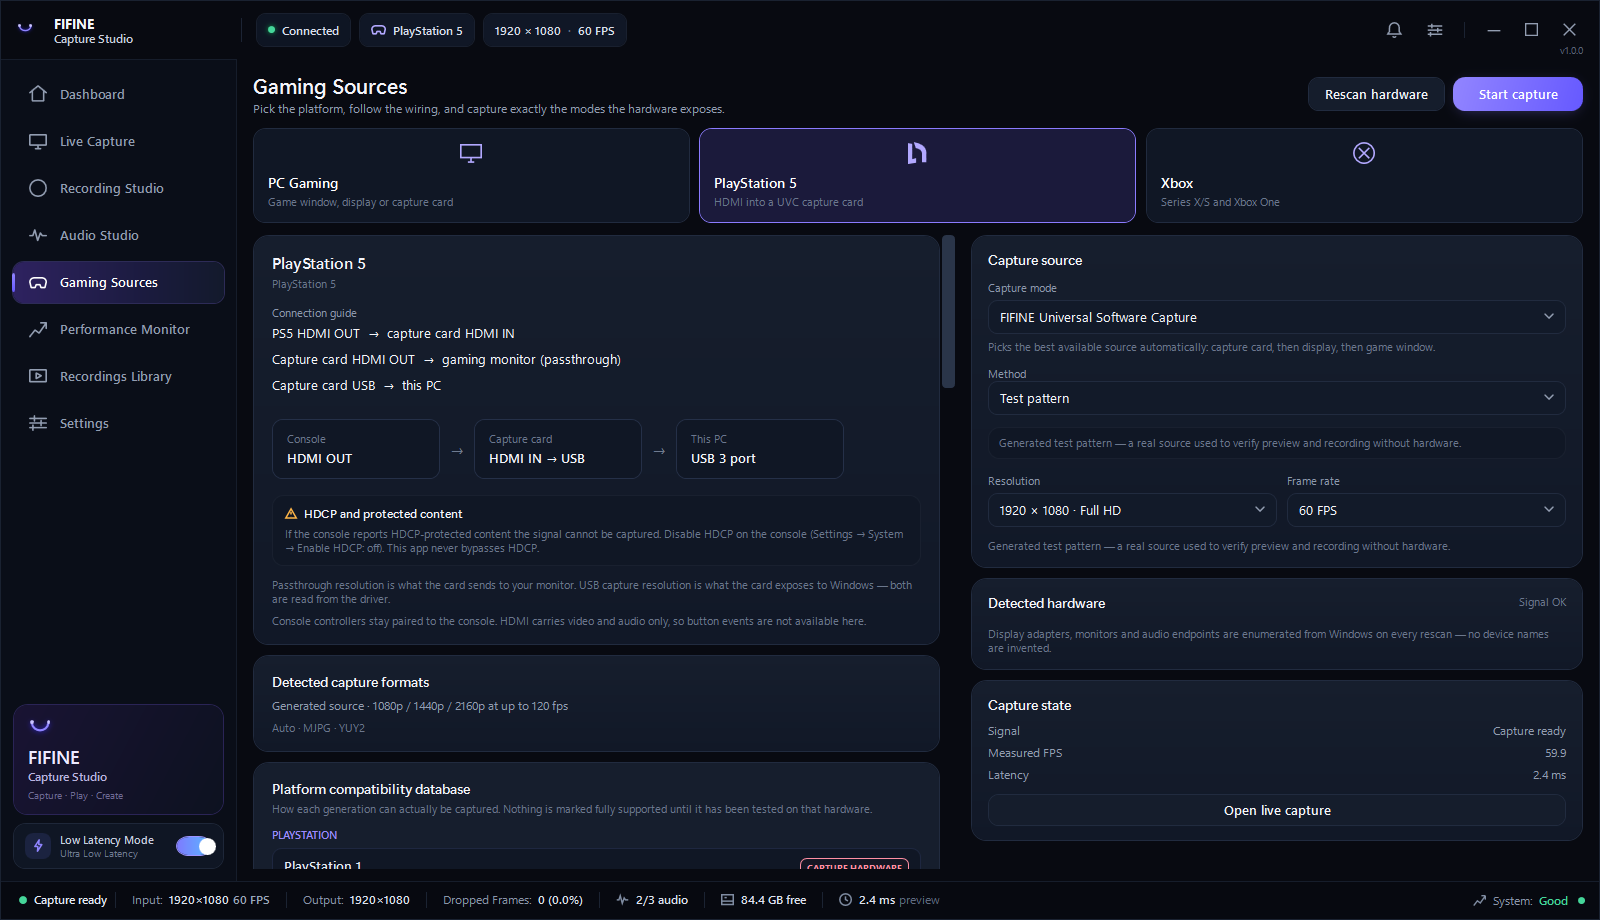 FIFINE
Capture Studio
Connected
PlayStation 5
1920 × 1080 · 60 FPS
v1.0.0
Dashboard
Live Capture
Recording Studio
Audio Studio
Gaming Sources
Performance Monitor
Recordings Library
Settings
FIFINE
Capture Studio
Capture · Play · Create
Low Latency Mode
Ultra Low Latency
Gaming Sources
Pick the platform, follow the wiring, and capture exactly the modes the hardware exposes.
Rescan hardware
Start capture
PC Gaming
Game window, display or capture card
PlayStation 5
HDMI into a UVC capture card
Xbox
Series X/S and Xbox One
PlayStation 5
PlayStation 5
Connection guide
PS5 HDMI OUT → capture card HDMI IN
Capture card HDMI OUT → gaming monitor (passthrough)
Capture card USB → this PC
Console
HDMI OUT
→
Capture card
HDMI IN → USB
→
This PC
USB 3 port
HDCP and protected content
If the console reports HDCP-protected content the signal cannot be captured. Disable HDCP on the console (Settings → System
→ Enable HDCP: off). This app never bypasses HDCP.
Passthrough resolution is what the card sends to your monitor. USB capture resolution is what the card exposes to Windows — both
are read from the driver.
Console controllers stay paired to the console. HDMI carries video and audio only, so button events are not available here.
Detected capture formats
Generated source · 1080p / 1440p / 2160p at up to 120 fps
Auto · MJPG · YUY2
Platform compatibility database
How each generation can actually be captured. Nothing is marked fully supported until it has been tested on that hardware.
PLAYSTATION
PlayStation 1
CAPTURE HARDWARE
Capture source
Capture mode
FIFINE Universal Software Capture
Picks the best available source automatically: capture card, then display, then game window.
Method
Test pattern
Generated test pattern — a real source used to verify preview and recording without hardware.
Resolution
Frame rate
1920 × 1080 · Full HD
60 FPS
Generated test pattern — a real source used to verify preview and recording without hardware.
Detected hardware
Signal OK
Display adapters, monitors and audio endpoints are enumerated from Windows on every rescan — no device names
are invented.
Capture state
Signal
Capture ready
Measured FPS
59.9
Latency
2.4 ms
Open live capture
Capture ready
Input: 1920×1080 60 FPS
Output: 1920×1080
Dropped Frames: 0 (0.0%)
2/3 audio
84.4 GB free
2.4 ms preview
System: Good